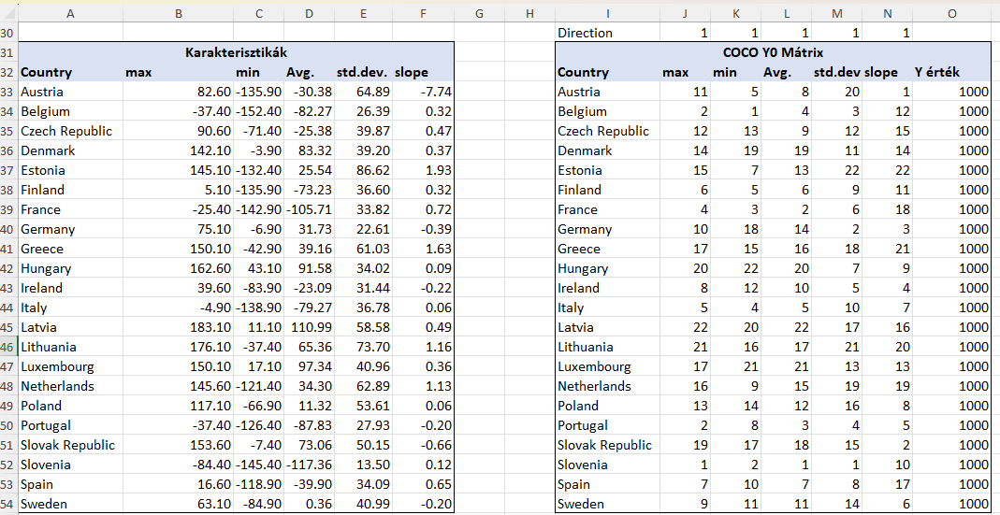 A B C D E F G H I J K L M N O
30 Direction 1 1 1 1 1
31 Karakterisztikák COCO Y0 Mátrix
32 Country max min Avg. std.dev. slope Country max min Avg. std.dev slope Y érték
33 Austria 82.60 -135.90 -30.38 64.89 -7.74 Austria 11 5 8 20 1 1000
34 Belgium -37.40 -152.40 -82.27 26.39 0.32 Belgium 2 1 4 3 12 1000
35 Czech Republic 90.60 -71.40 -25.38 39.87 0.47 Czech Republic 12 13 9 12 15 1000
36 Denmark 142.10 -3.90 83.32 39.20 0.37 Denmark 14 19 19 11 14 1000
37 Estonia 145.10 -132.40 25.54 86.62 1.93 Estonia 15 7 13 22 22 1000
38 Finland 5.10 -135.90 -73.23 36.60 0.32 Finland 6 5 6 9 11 1000
39 France -25.40 -142.90 -105.71 33.82 0.72 France 4 3 2 6 18 1000
40 Germany 75.10 -6.90 31.73 22.61 -0.39 Germany 10 18 14 2 3 1000
41 Greece 150.10 -42.90 39.16 61.03 1.63 Greece 17 15 16 18 21 1000
42 Hungary 162.60 43.10 91.58 34.02 0.09 Hungary 20 22 20 7 9 1000
43 Ireland 39.60 -83.90 -23.09 31.44 -0.22 Ireland 8 12 10 5 4 1000
44 Italy -4.90 -138.90 -79.27 36.78 0.06 Italy 5 4 5 10 7 1000
45 Latvia 183.10 11.10 110.99 58.58 0.49 Latvia 22 20 22 17 16 1000
46 Lithuania 176.10 -37.40 65.36 73.70 1.16 Lithuania 21 16 17 21 20 1000
47 Luxembourg 150.10 17.10 97.34 40.96 0.36 Luxembourg 17 21 21 13 13 1000
48 Netherlands 145.60 -121.40 34.30 62.89 1.13 Netherlands 16 9 15 19 19 1000
49 Poland 117.10 -66.90 11.32 53.61 0.06 Poland 13 14 12 16 8 1000
50 Portugal -37.40 -126.40 -87.83 27.93 -0.20 Portugal 2 8 3 4 5 1000
51 Slovak Republic 153.60 -7.40 73.06 50.15 -0.66 Slovak Republic 19 17 18 15 2 1000
52 Slovenia -84.40 -145.40 -117.36 13.50 0.12 Slovenia 1 2 1 1 10 1000
53 Spain 16.60 -118.90 -39.90 34.09 0.65 Spain 7 10 7 8 17 1000
54 Sweden 63.10 -84.90 0.36 40.99 -0.20 Sweden 9 11 11 14 6 1000